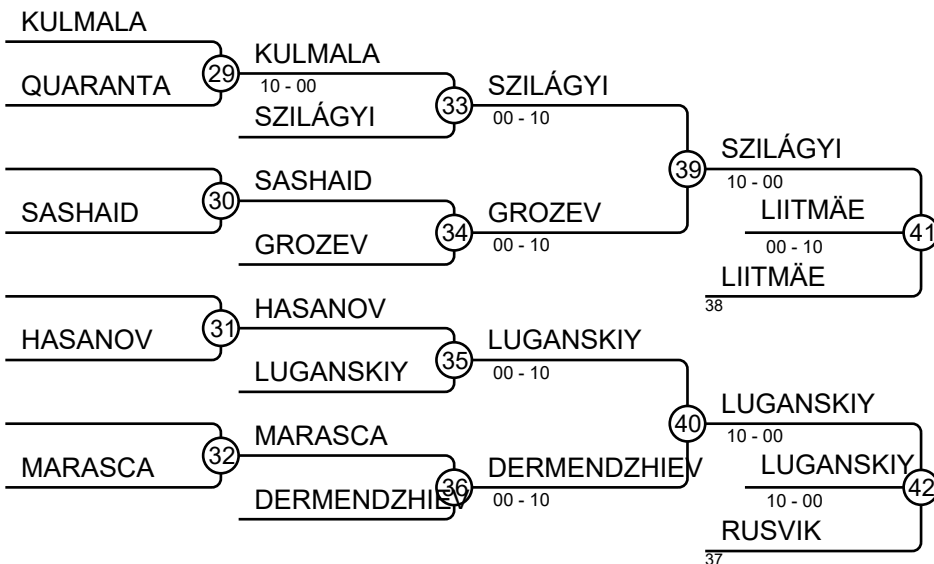 KULMALA
QUARANTA
29
KULMALA
10 - 00
SZILÁGYI
33
SZILÁGYI
00 - 10
SASHAID
30
SASHAID
GROZEV
34
GROZEV
00 - 10
39
SZILÁGYI
10 - 00
LIITMÄE
00 - 10
41
LIITMÄE
38
HASANOV
31
HASANOV
LUGANSKIY
35
LUGANSKIY
00 - 10
MARASCA
32
MARASCA
DERMENDZHIEV
36
DERMENDZHIEV
00 - 10
40
LUGANSKIY
10 - 00
LUGANSKIY
10 - 00
42
RUSVIK
37